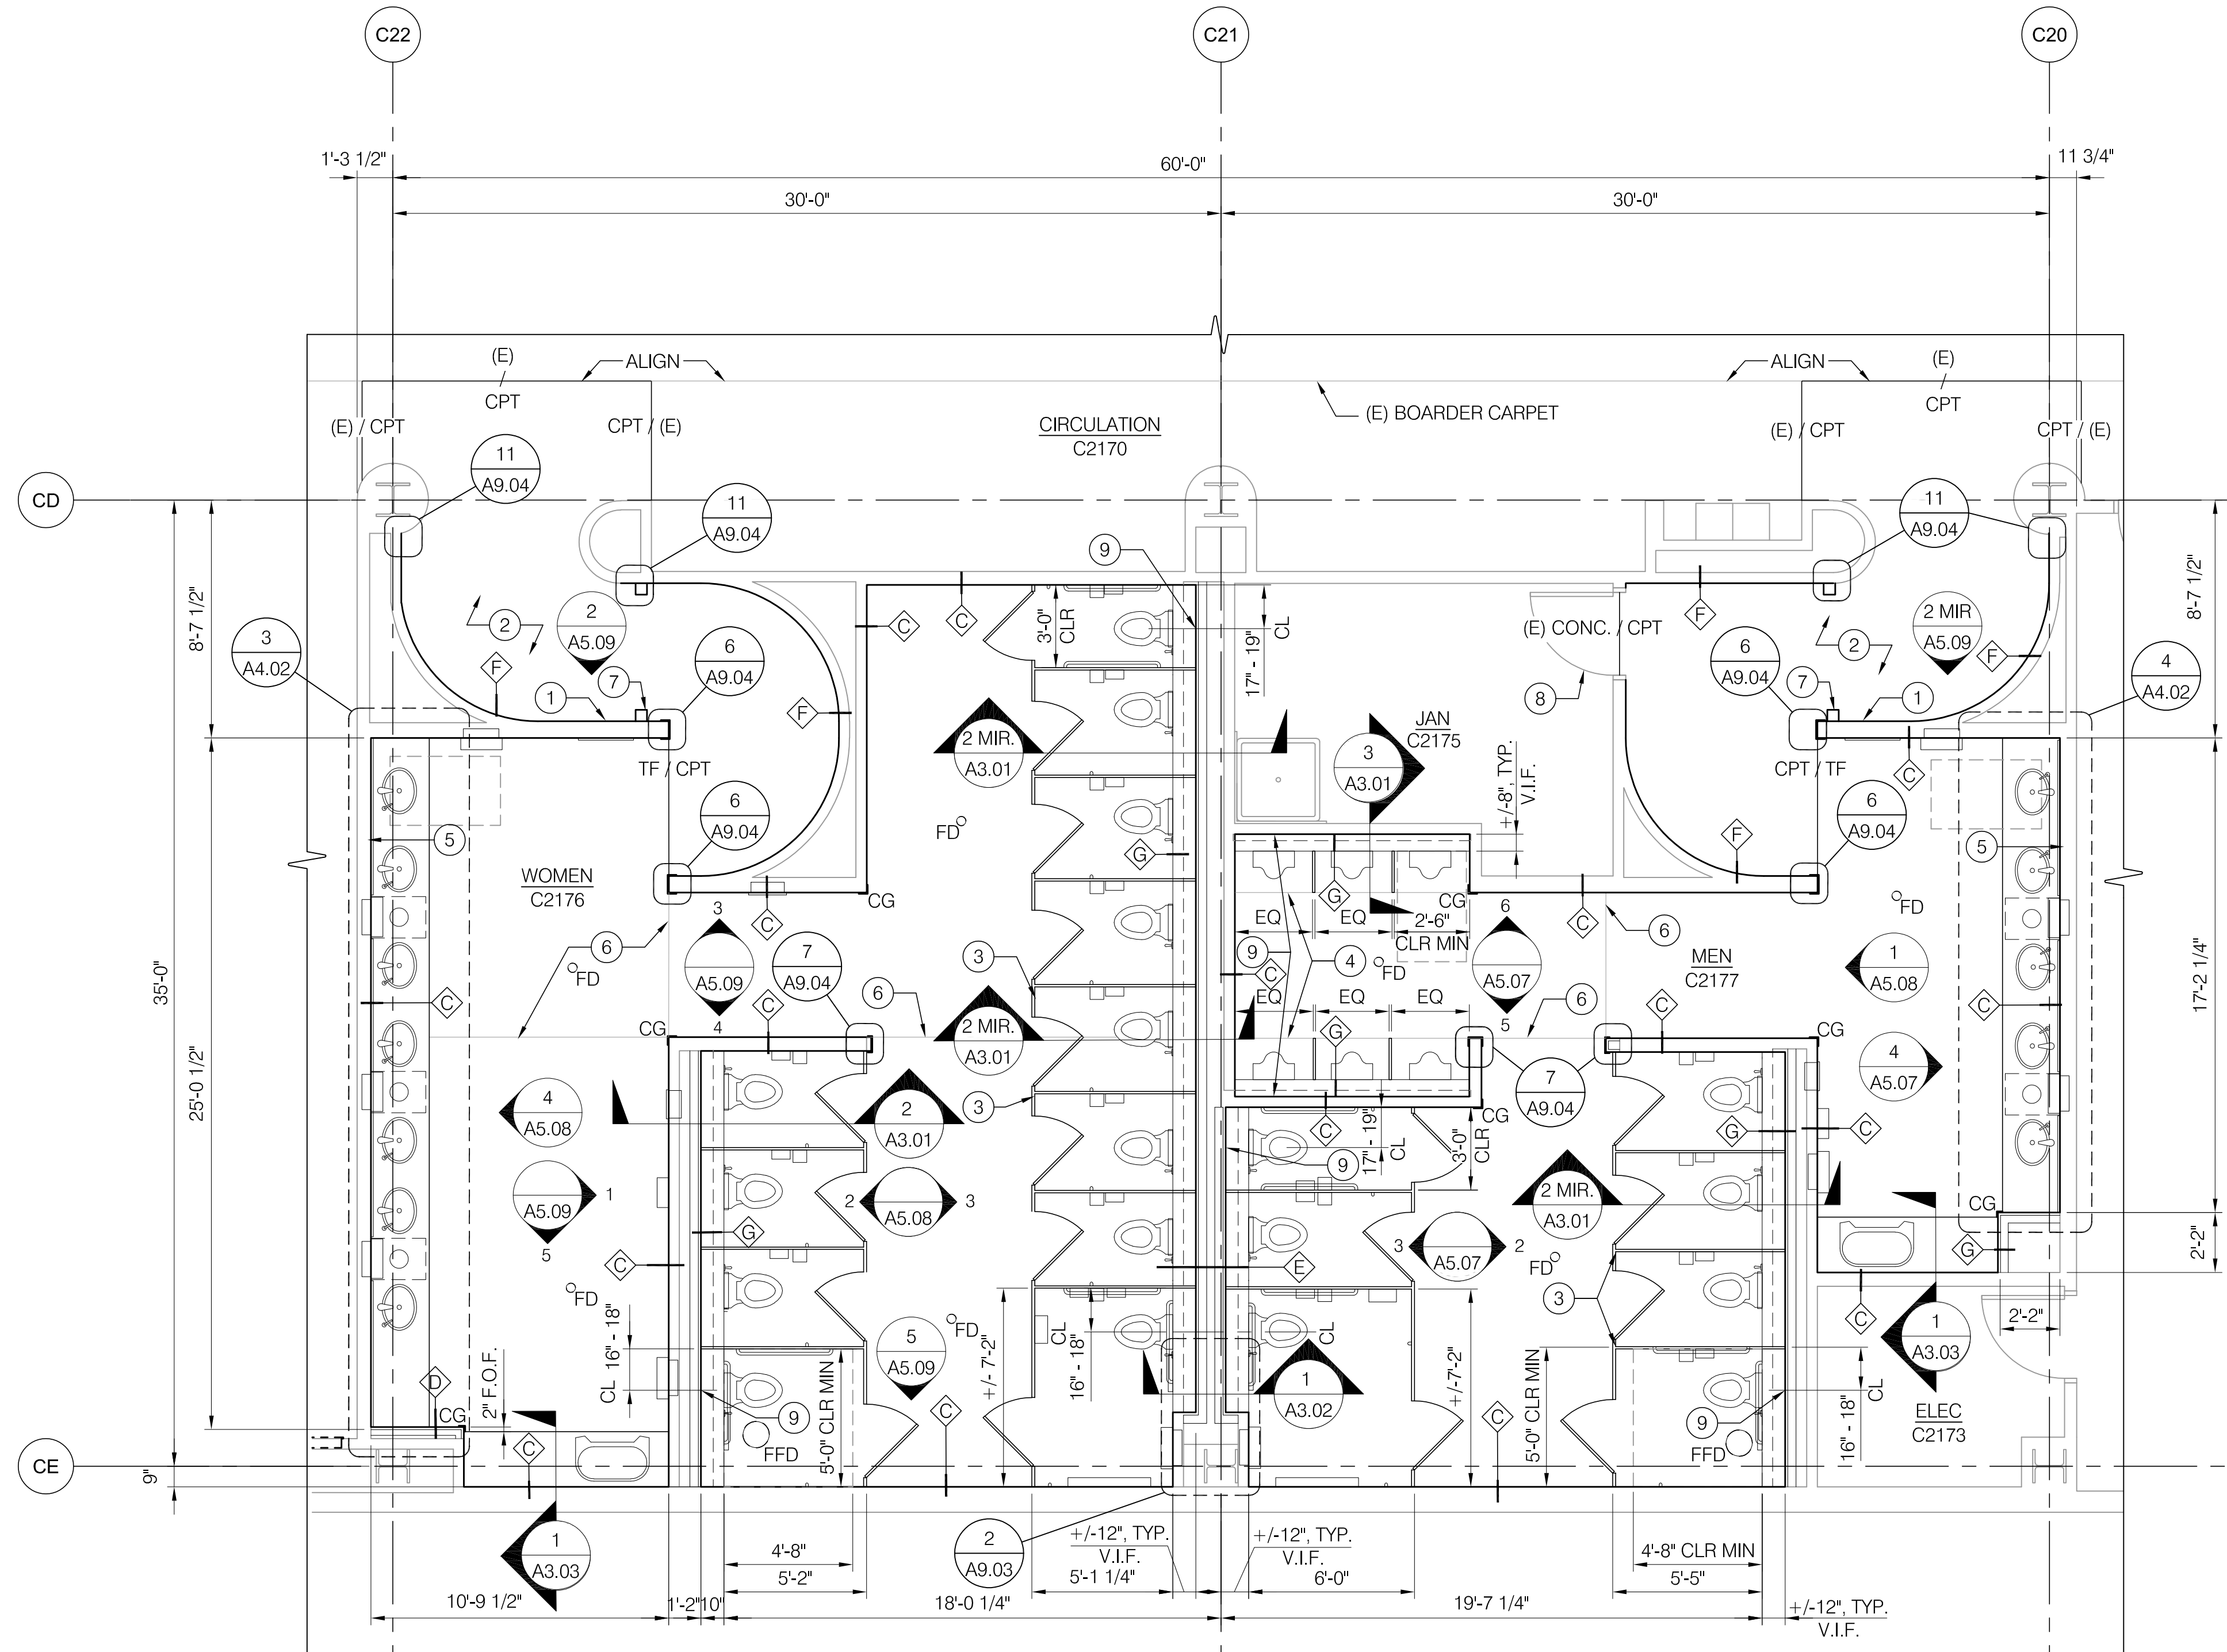 C22
C21
C20
1'-3 1/2"
60'-0"
11 3/4"
30'-0"
30'-0"
(E)
/
CPT
ALIGN
ALIGN
(E)
/
CPT
(E) / CPT
CPT / (E)
CIRCULATION
C2170
(E) BOARDER CARPET
(E) / CPT
CPT / (E)
11
A9.04
11
A9.04
11
A9.04
CD
9
8'-7 1/2"
3
A4.02
2
2
A5.09
6
A9.04
7
F
1
F
C
C
3'-0"
CLR
17" - 19"
CL
(E) CONC. / CPT
8
F
6
A9.04
2
2 MIR
A5.09
F
7
1
8'-7 1/2"
4
A4.02
2 MIR.
A3.01
JAN
C2175
3
A3.01
+/-8", TYP.
V.I.F.
TF / CPT
CPT / TF
C
6
A9.04
6
A9.04
FD
F
5
5
G
WOMEN
C2176
CG
C
G
CG
C
FD
3
A5.09
4
EQ
EQ
2'-6"
CLR MIN
6
A5.07
5
6
6
7
A9.04
3
9
C
4
FD
MEN
C2177
1
A5.08
35'-0"
FD
C
C
6
2 MIR.
A3.01
EQ
EQ
EQ
G
6
C
C
17'-2 1/4"
CG
CG
25'-0 1/2"
4
A5.08
2
A3.01
3
C
17" - 19"
CL
CG
7
A9.04
4
A5.07
G
C
1
A5.09
5
2
A5.08
3
9
3'-0"
CLR
2 MIR.
A3.01
CG
G
C
E
3
A5.07
2
FD
3
G
2'-2"
FD
CL 16" - 18"
5
A5.09
FD
+/- 7'-2"
16" - 18"
CL
CL
+/-7'-2"
5'-0" CLR MIN
C
1
A3.03
2'-2"
D
CG
2" F.O.F.
C
9
FFD
5'-0" CLR MIN
C
1
A3.02
C
9
FFD
16" - 18"
CL
ELEC
C2173
CE
9"
1
A3.03
4'-8"
5'-2"
2
A9.03
+/-12", TYP.
V.I.F.
+/-12", TYP.
V.I.F.
4'-8" CLR MIN
5'-5"
5'-1 1/4"
6'-0"
10'-9 1/2"
1'-2"
10"
18'-0 1/4"
19'-7 1/4"
+/-12", TYP.
V.I.F.